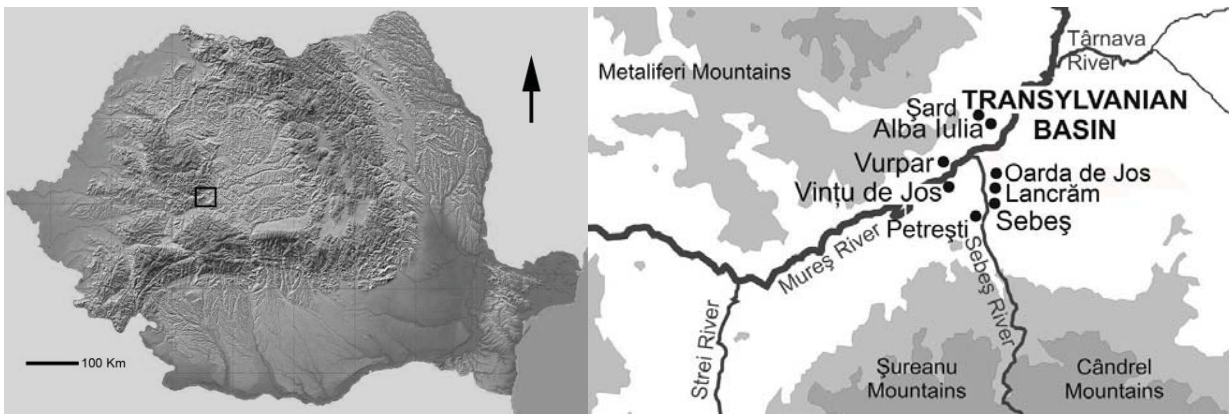 100 Km
Metaliferi Mountains
Târnava
River
TRANSYLVANIAN
BASIN
Şard
Alba Iulia
Vurpar
Oarda de Jos
Vinţu de Jos
Lancrăm
Petreşti
Sebeş
Mureş River
Sebeş River
Strei River
Şureanu
Mountains
Cândrel
Mountains